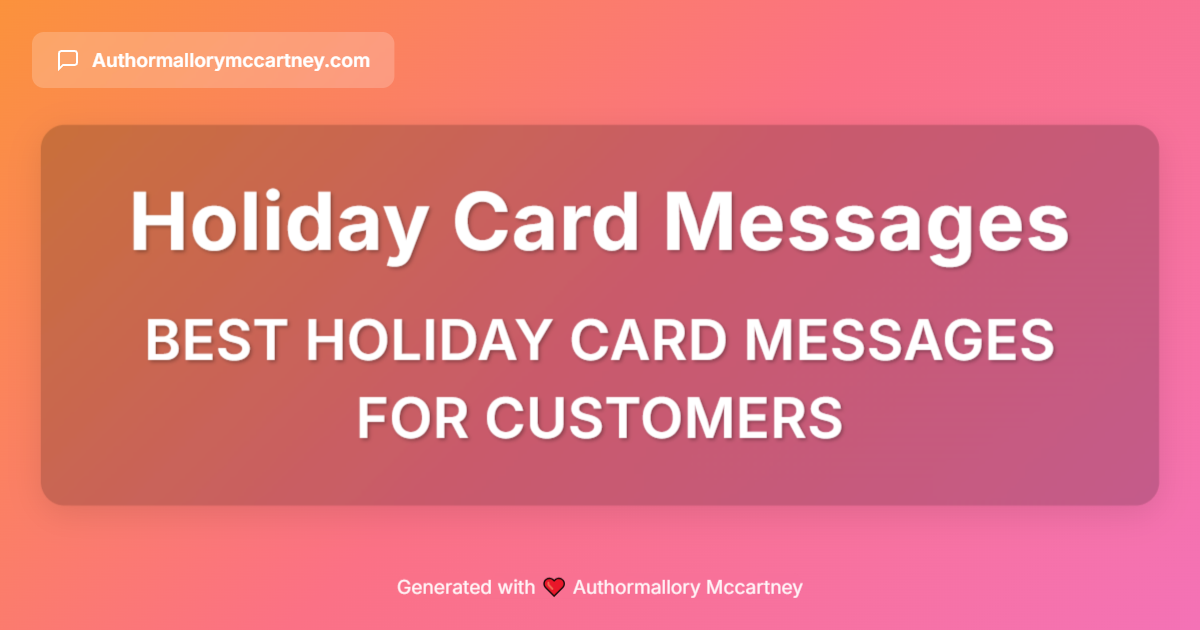 Authormallorymccartney.com
Holiday Card Messages
BEST HOLIDAY CARD MESSAGES
FOR CUSTOMERS
Generated with ❤️ Authormallory Mccartney